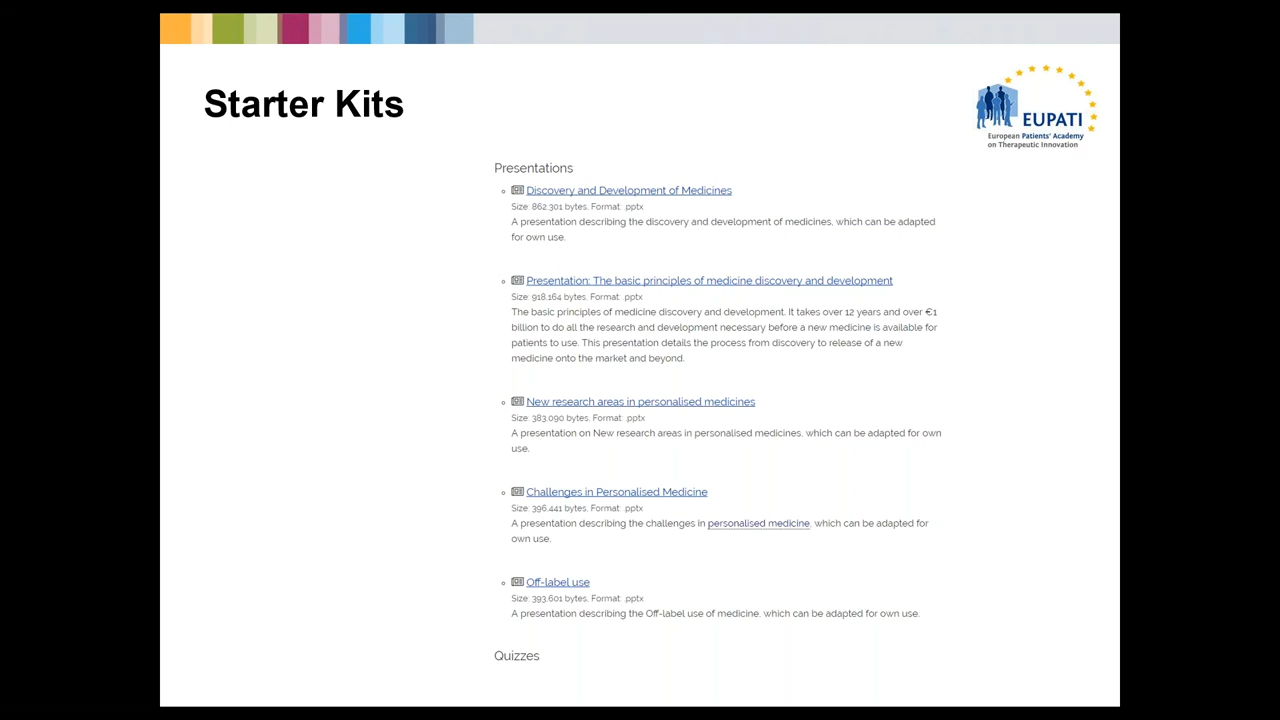 Starter Kits
EUPATI
European Patients' Academy
on Therapeutic Innovation
Presentations
Discovery and Development of Medicines
Size: 862,301 bytes, Format: .pptx
A presentation describing the discovery and development of medicines, which can be adapted
for own use.
Presentation: The basic principles of medicine discovery and development
Size: 918,164 bytes, Format: .pptx
The basic principles of medicine discovery and development. It takes over 12 years and over €1
billion to do all the research and development necessary before a new medicine is available for
patients to use. This presentation details the process from discovery to release of a new
medicine onto the market and beyond.
New research areas in personalised medicines
Size: 383,090 bytes, Format: .pptx
A presentation on New research areas in personalised medicines, which can be adapted for own
use.
Challenges in Personalised Medicine
Size: 396,441 bytes, Format: .pptx
A presentation describing the challenges in personalised medicine, which can be adapted for
own use.
Off-label use
Size: 393,601 bytes, Format: .pptx
A presentation describing the Off-label use of medicine, which can be adapted for own use.
Quizzes